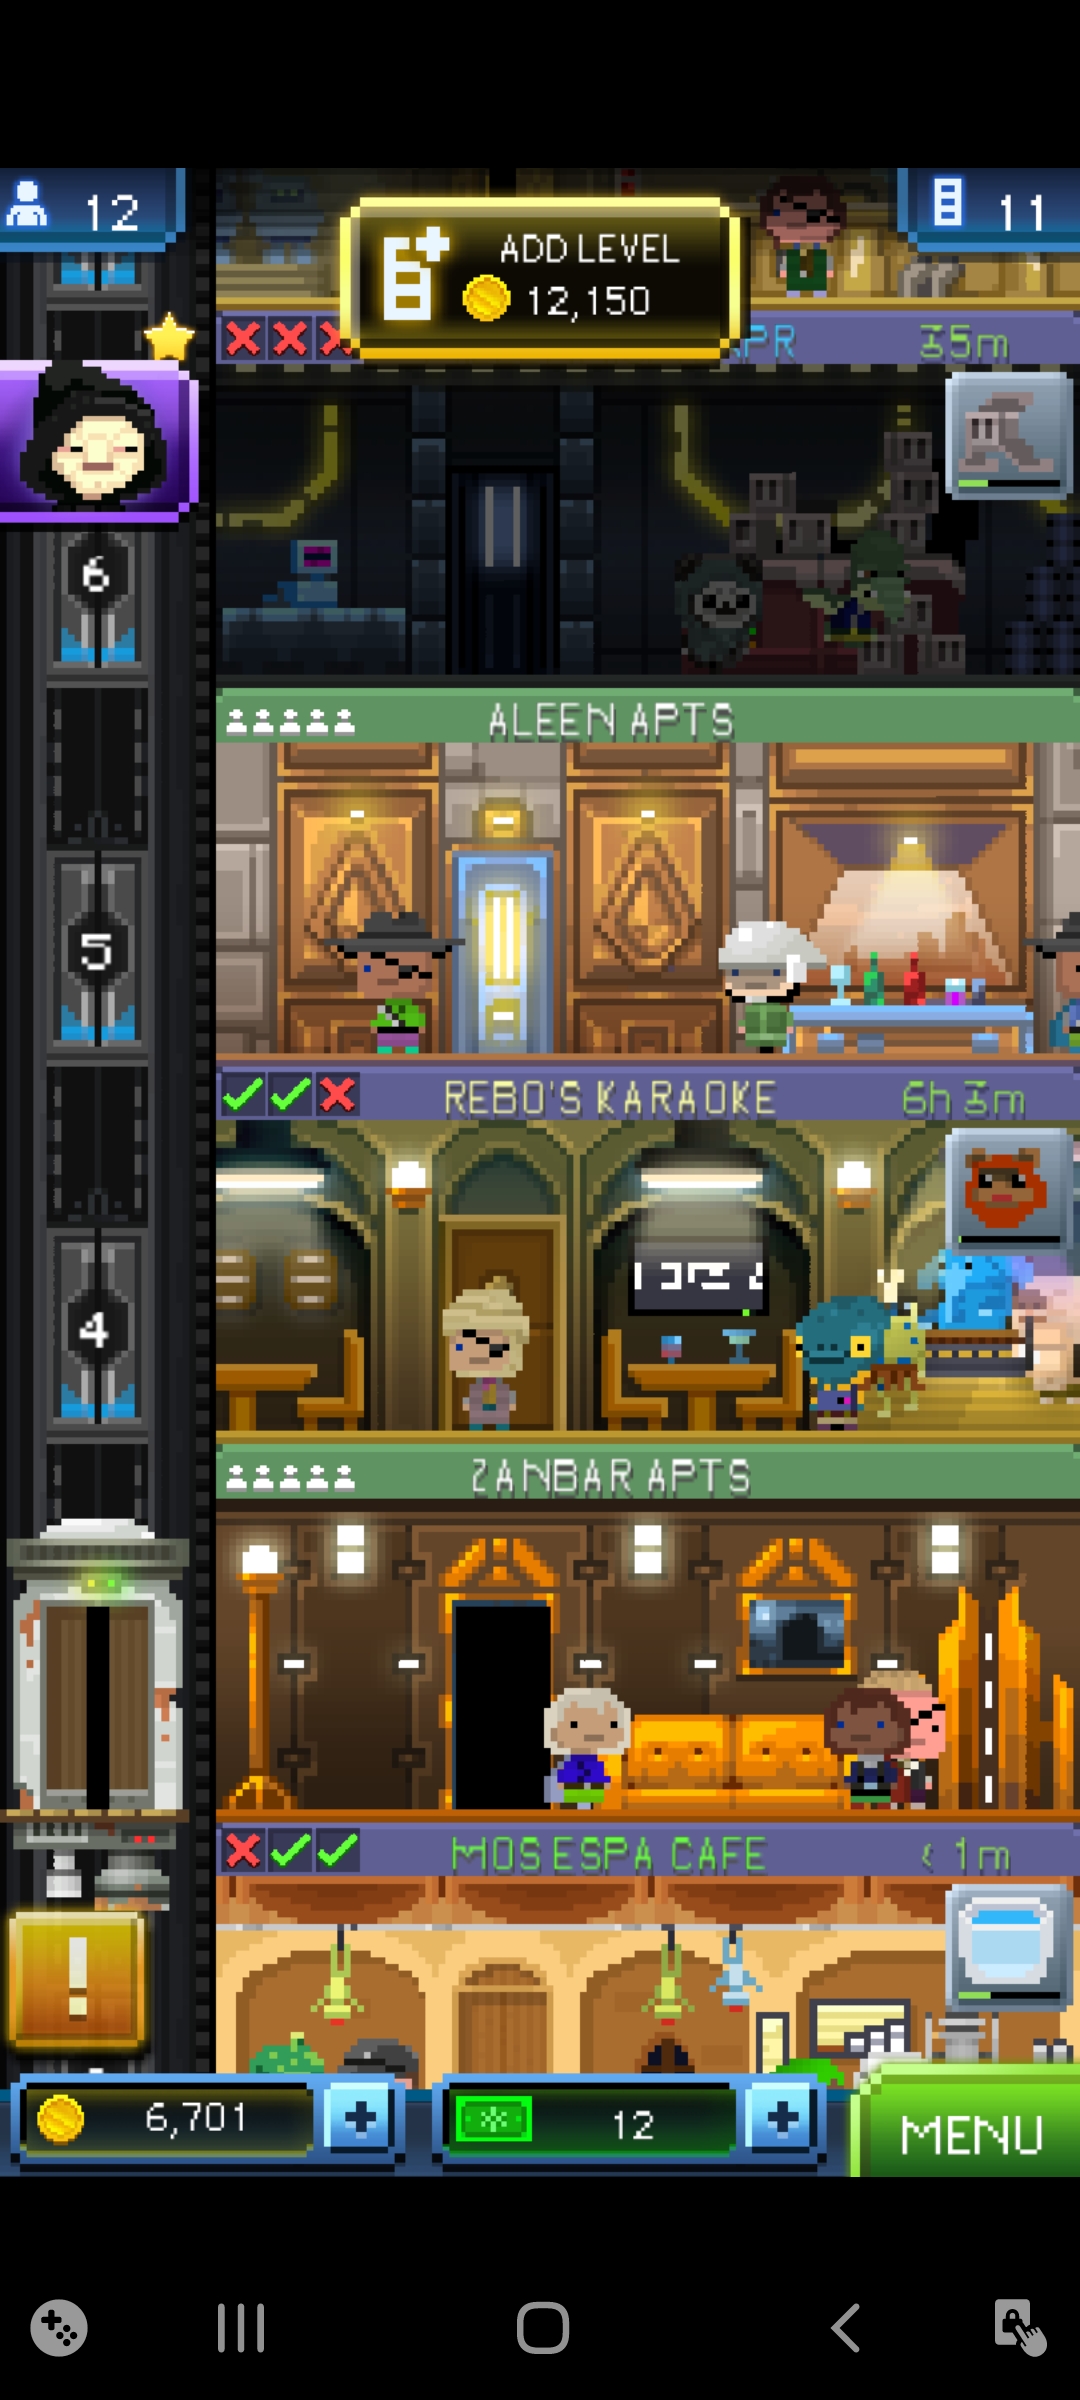 12
ADD LEVEL
12,150
11
35m
6
ALEEN APTS
5
REBO'S KARAOKE
6h 3m
4
ZANBAR APTS
MOS ESPA CAFE
< 1m
!
6,701
12
MENU